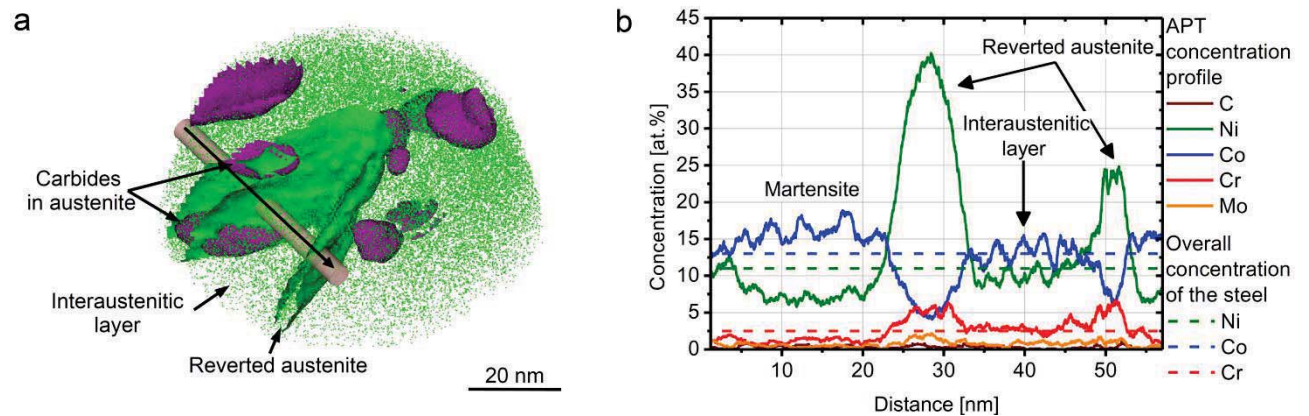 a
Carbides
in austenite
Interaustenitic
layer
Reverted austenite
20 nm
b
Concentration [at.%]
45
40
35
30
25
20
15
10
5
0
0
10
20
30
40
50
Distance [nm]
Martensite
Reverted austenite
Interaustenitic
layer
APT
concentration
profile
C
Ni
Co
Cr
Mo
Overall
concentration
of the steel
Ni
Co
Cr